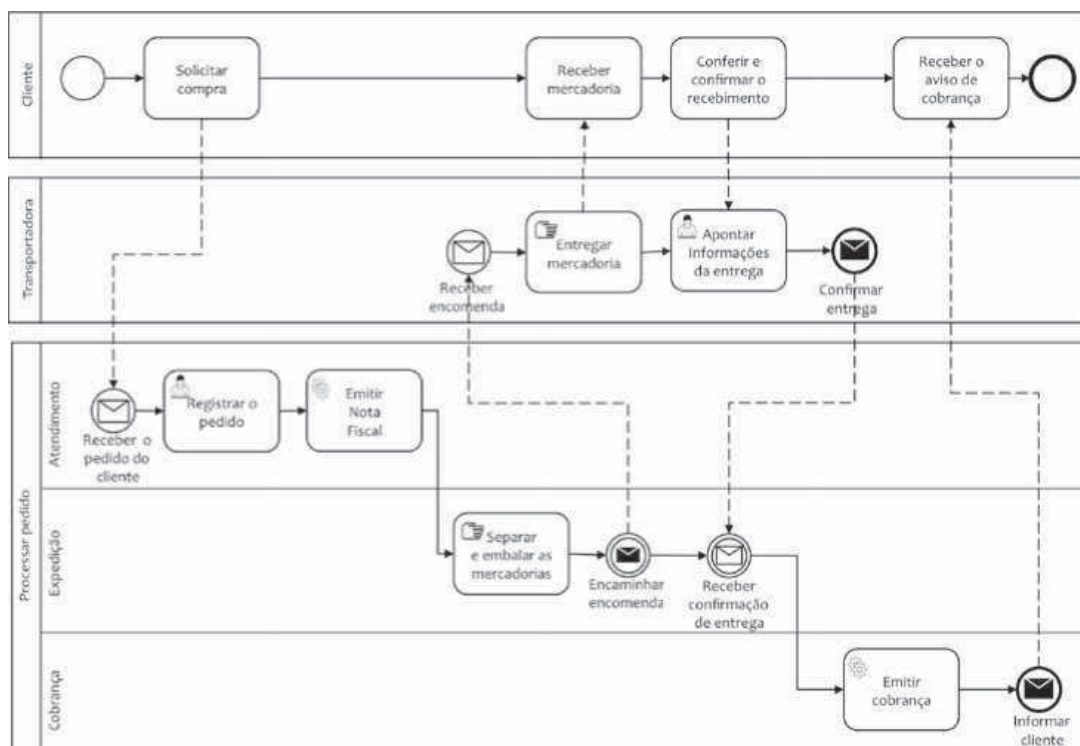 Cliente
Solicitar
compra
Receber
mercadoria
Conferir e
confirmar o
recebimento
Receber o
aviso de
cobrança
Transportadora
Receber
encomenda
Entregar
mercadoria
Apontar
informações
da entrega
Confirmar
entrega
Processar pedido
Atendimento
Receber o
pedido do
cliente
Registrar o
pedido
Emitir
Nota
Fiscal
Expedição
Separar
e embalar as
mercadorias
Encaminhar
encomenda
Receber
confirmação
de entrega
Cobrança
Emitir
cobrança
Informar
cliente